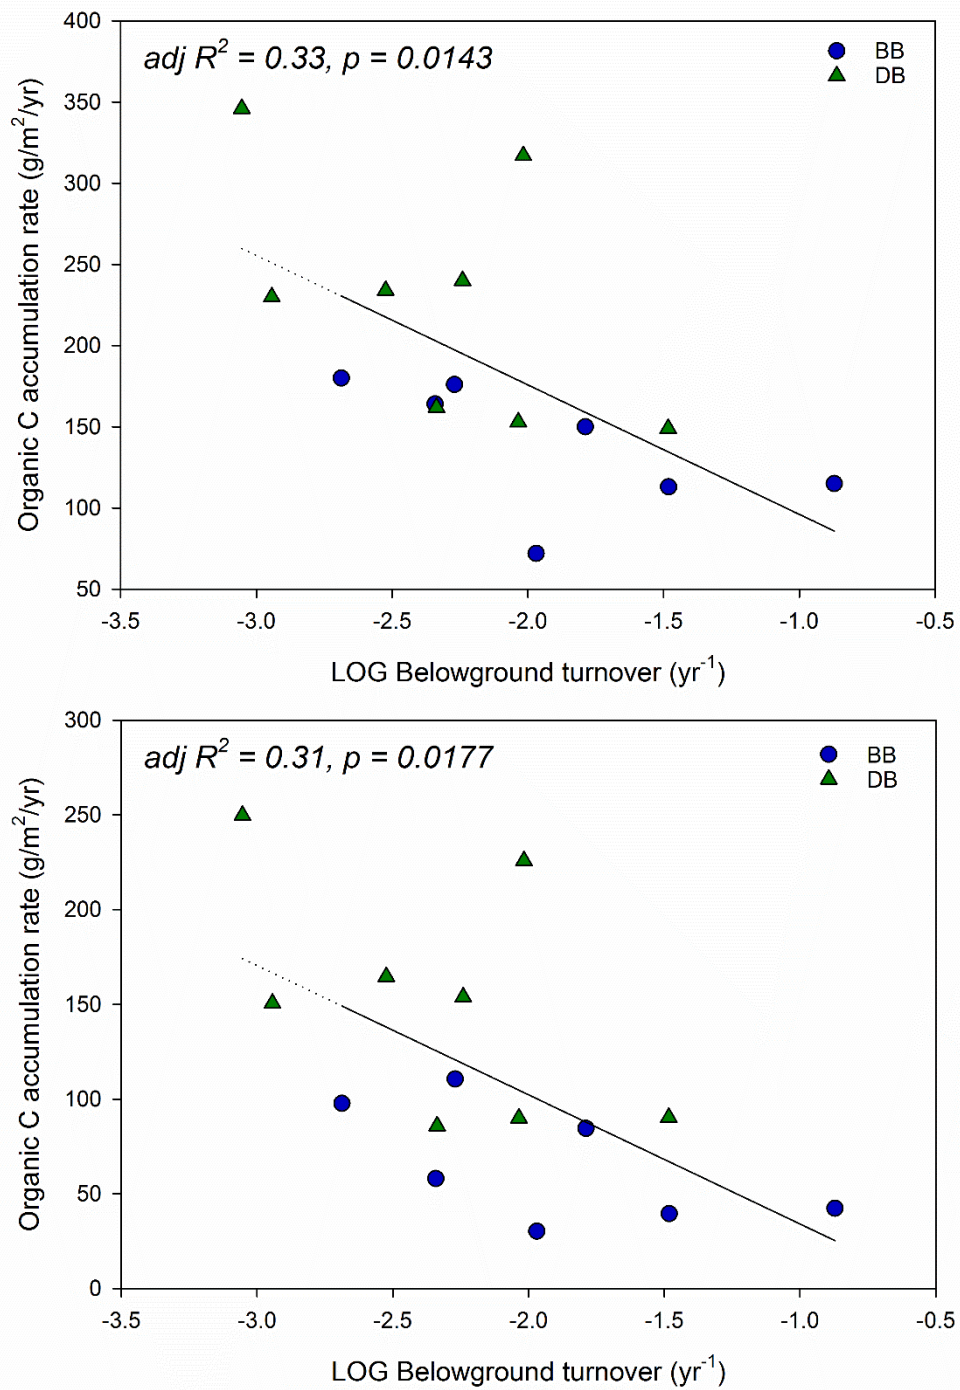 400
adj R² = 0.33, p = 0.0143
BB
DB
350
300
250
200
150
100
50
Organic C accumulation rate (g/m²/yr)
-3.5 -3.0 -2.5 -2.0 -1.5 -1.0 -0.5
LOG Belowground turnover (yr⁻¹)
300
adj R² = 0.31, p = 0.0177
BB
DB
250
200
150
100
50
0
Organic C accumulation rate (g/m²/yr)
-3.5 -3.0 -2.5 -2.0 -1.5 -1.0 -0.5
LOG Belowground turnover (yr⁻¹)